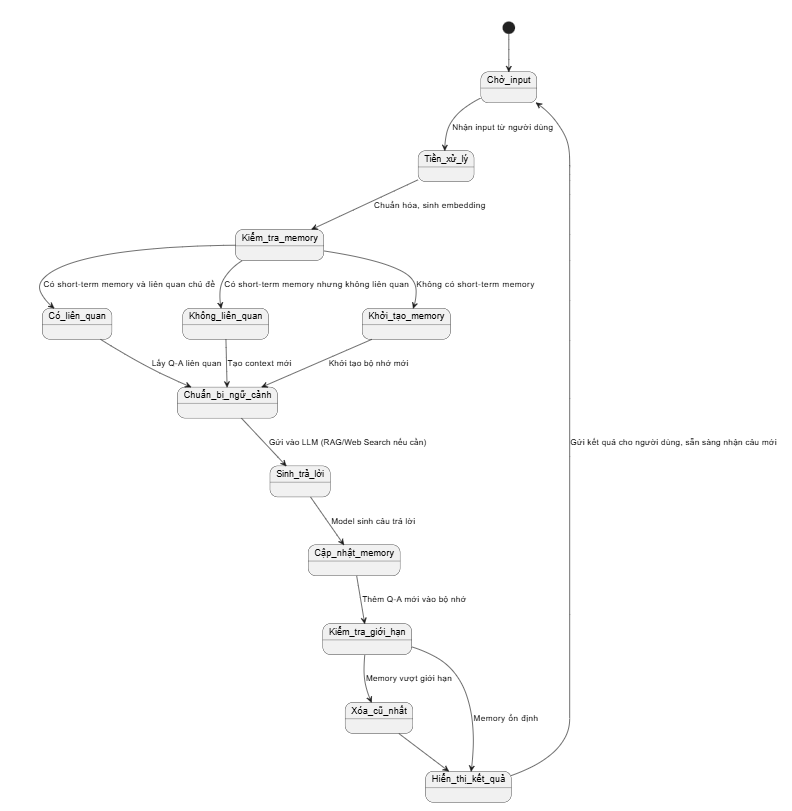 Chờ_input
Nhận input từ người dùng
Tiền_xử_lý
Chuẩn hóa, sinh embedding
Kiểm_tra_memory
Có short-term memory và liên quan chủ đề
Có short-term memory nhưng không liên quan
Không có short-term memory
Có_liên_quan
Không_liên_quan
Khởi_tạo_memory
Lấy Q-A liên quan
Tạo context mới
Khởi tạo bộ nhớ mới
Chuẩn_bị_ngữ_cảnh
Gửi vào LLM (RAG/Web Search nếu cần)
Gửi kết quả cho người dùng, sẵn sàng nhận câu mới
Sinh_trả_lời
Model sinh câu trả lời
Cập_nhật_memory
Thêm Q-A mới vào bộ nhớ
Kiểm_tra_giới_hạn
Memory vượt giới hạn
Xóa_cũ_nhất
Memory ổn định
Hiển_thị_kết_quả